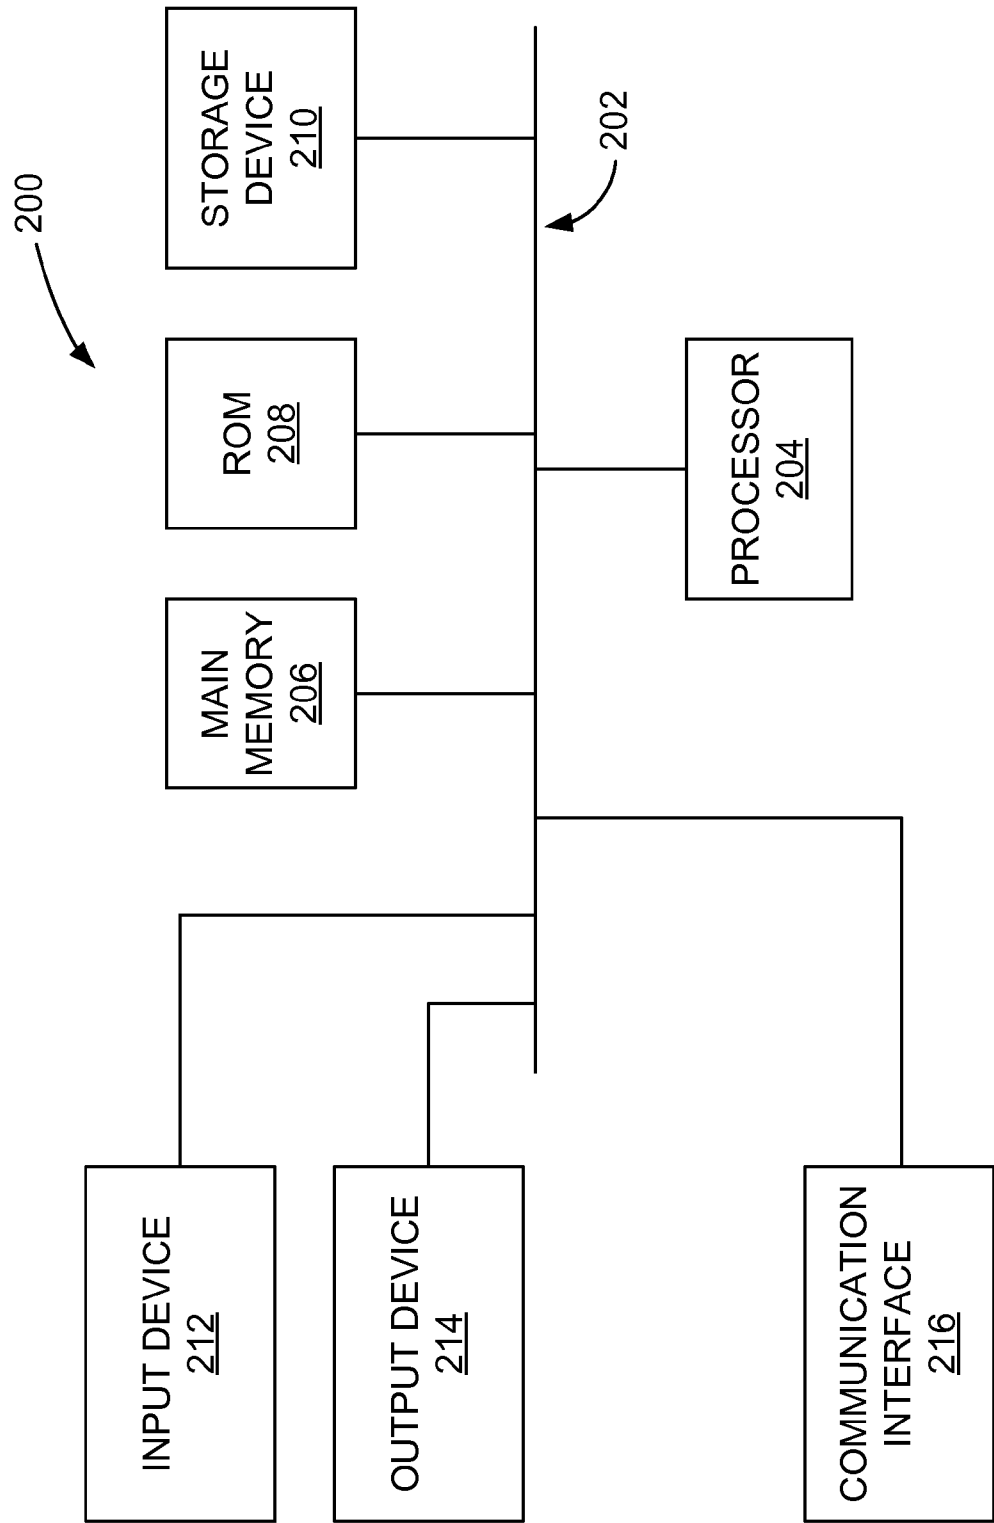 200
INPUT DEVICE
212
MAIN
MEMORY
206
ROM
208
STORAGE
DEVICE
210
OUTPUT DEVICE
214
202
PROCESSOR
204
COMMUNICATION
INTERFACE
216